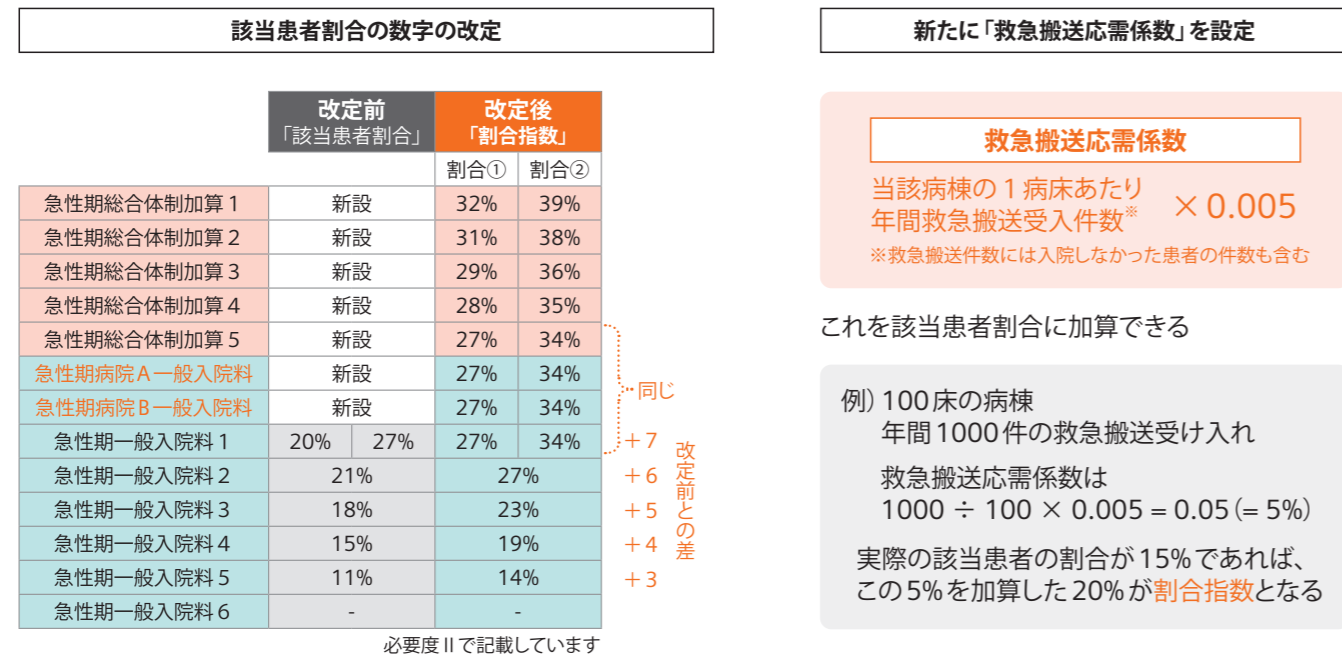 該当患者割合の数字の改定
改定前
「該当患者割合」
改定後
「割合指数」
割合① 割合②
急性期総合体制加算1 新設 32% 39%
急性期総合体制加算2 新設 31% 38%
急性期総合体制加算3 新設 29% 36%
急性期総合体制加算4 新設 28% 35%
急性期総合体制加算5 新設 27% 34%
急性期病院A一般入院料 新設 27% 34%
急性期病院B一般入院料 新設 27% 34%
同じ
急性期一般入院料1 20% 27% 27% 34% +7
急性期一般入院料2 21% 27% +6
急性期一般入院料3 18% 23% +5
急性期一般入院料4 15% 19% +4
急性期一般入院料5 11% 14% +3
急性期一般入院料6 - -
改定前との差
必要度Ⅱで記載しています
新たに「救急搬送応需係数」を設定
救急搬送応需係数
当該病棟の1病床あたり
年間救急搬送受入件数※ ×0.005
※救急搬送件数には入院しなかった患者の件数も含む
これを該当患者割合に加算できる
例）100床の病棟
年間1000件の救急搬送受け入れ
救急搬送応需係数は
1000 ÷ 100 × 0.005 = 0.05（= 5%）
実際の該当患者の割合が15%であれば、
この5%を加算した20%が割合指数となる